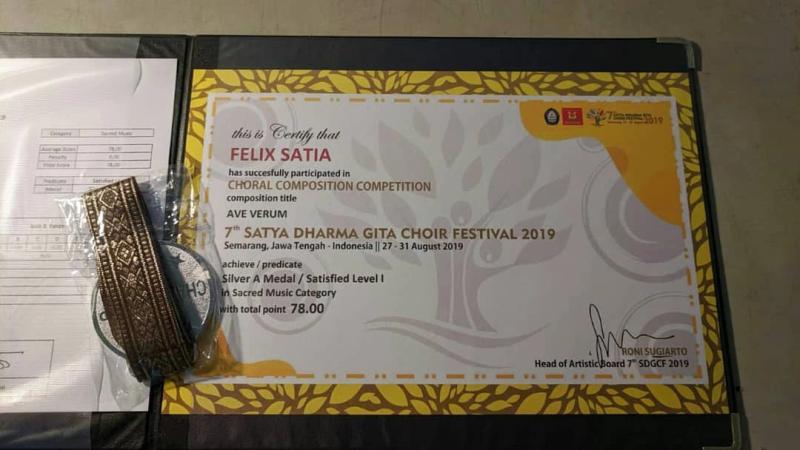 Category Sacred Music
Average Score 78,00
Penalty 0,00
Total Score 78,00
Predicate Satisfied
this is Certify that
FELIX SATIA
has succesfully participated in
CHORAL COMPOSITION COMPETITION
composition title
AVE VERUM
7th SATYA DHARMA GITA CHOIR FESTIVAL 2019
Semarang, Jawa Tengah - Indonesia || 27 - 31 August 2019
achieve / predicate
Silver A Medal / Satisfied Level I
in Sacred Music Category
with total point 78.00
RONI SUGIARTO
Head of Artistic Board 7th SDGCF 2019
7th SATYA DHARMA GITA
CHOIR FESTIVAL 2019